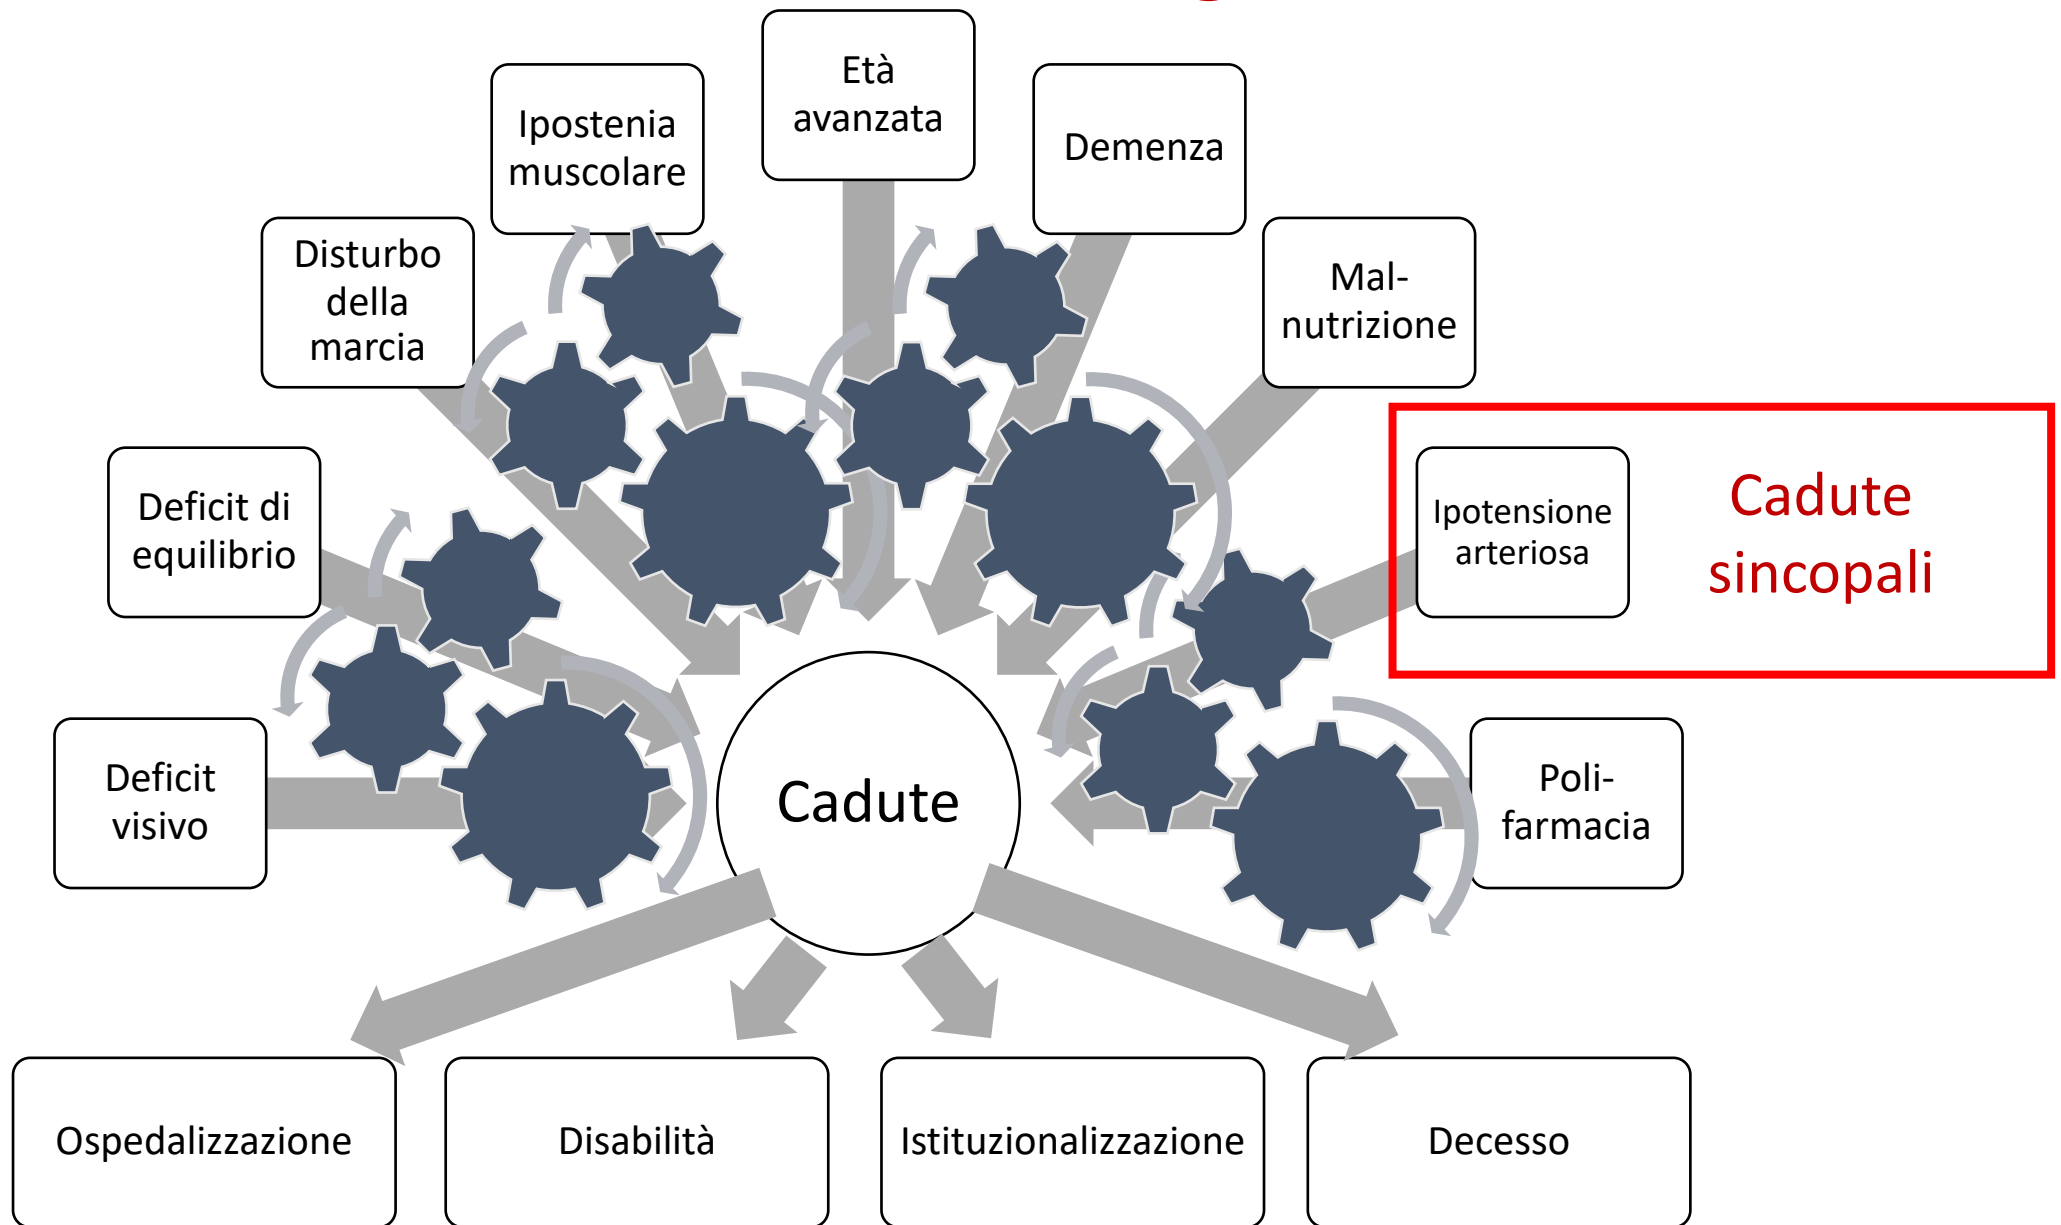 Età
avanzata
Ipostenia
muscolare
Demenza
Disturbo
della
marcia
Mal-
nutrizione
Deficit di
equilibrio
Ipotensione
arteriosa
Cadute
sincopali
Deficit
visivo
Cadute
Poli-
farmacia
Ospedalizzazione
Disabilità
Istituzionalizzazione
Decesso